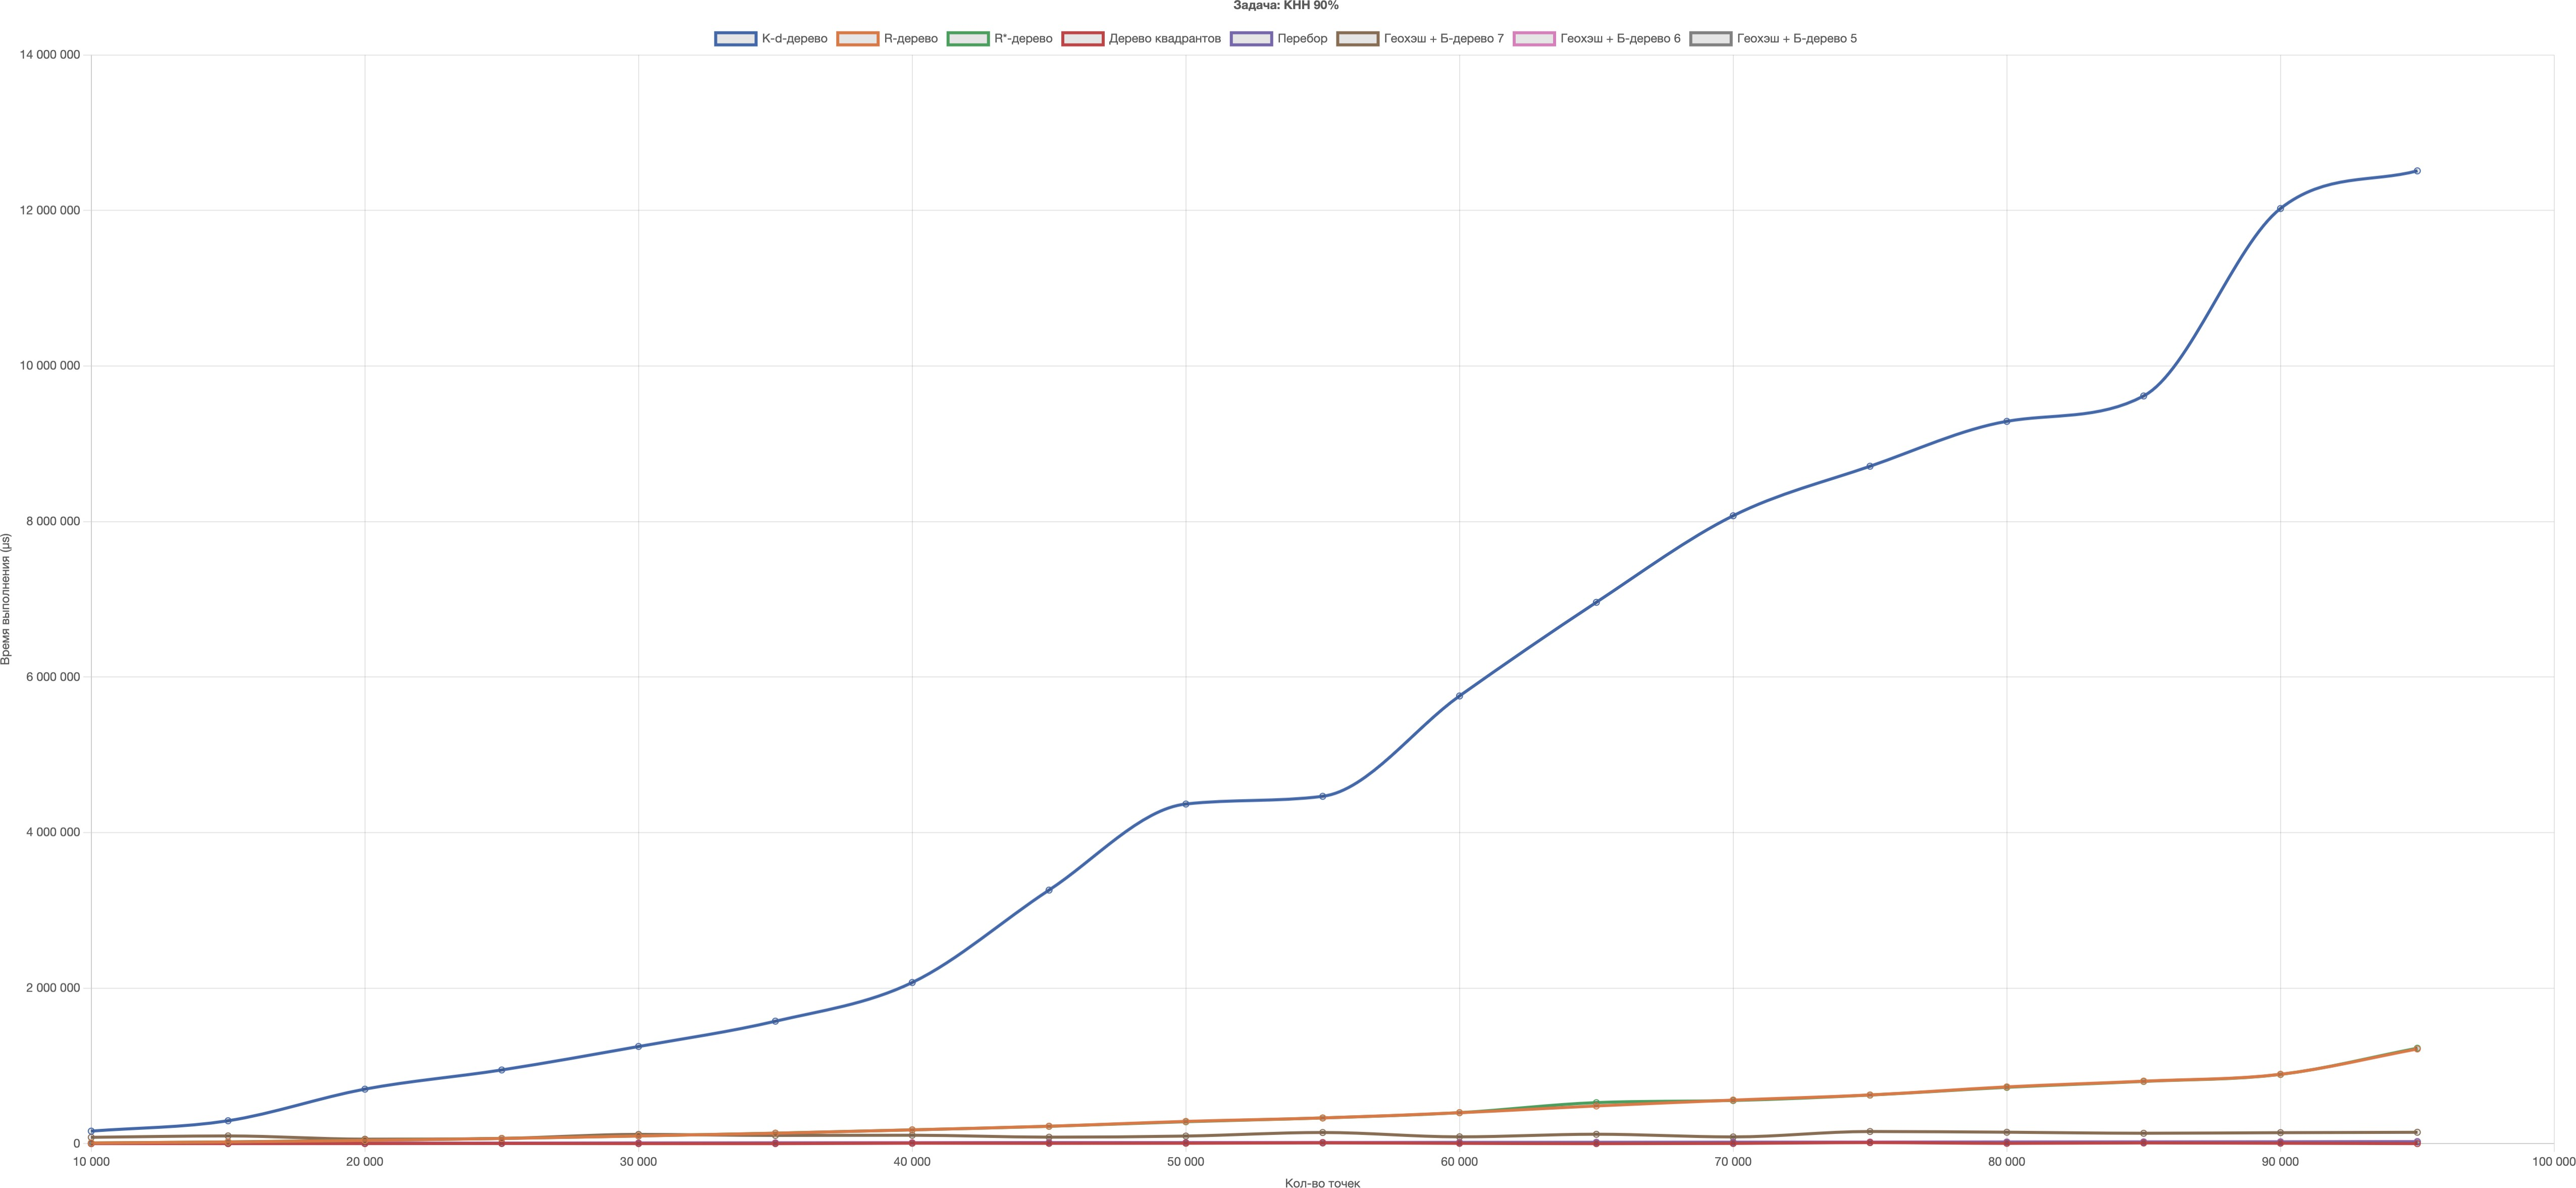 Задача: КНН 90%
К-d-дерево R-дерево R*-дерево Дерево квадрантов Перебор Геохэш + Б-дерево 7 Геохэш + Б-дерево 6 Геохэш + Б-дерево 5
14 000 000
12 000 000
10 000 000
8 000 000
6 000 000
4 000 000
2 000 000
0
Время выполнения (μs)
10 000 20 000 30 000 40 000 50 000 60 000 70 000 80 000 90 000 100 000
Кол-во точек